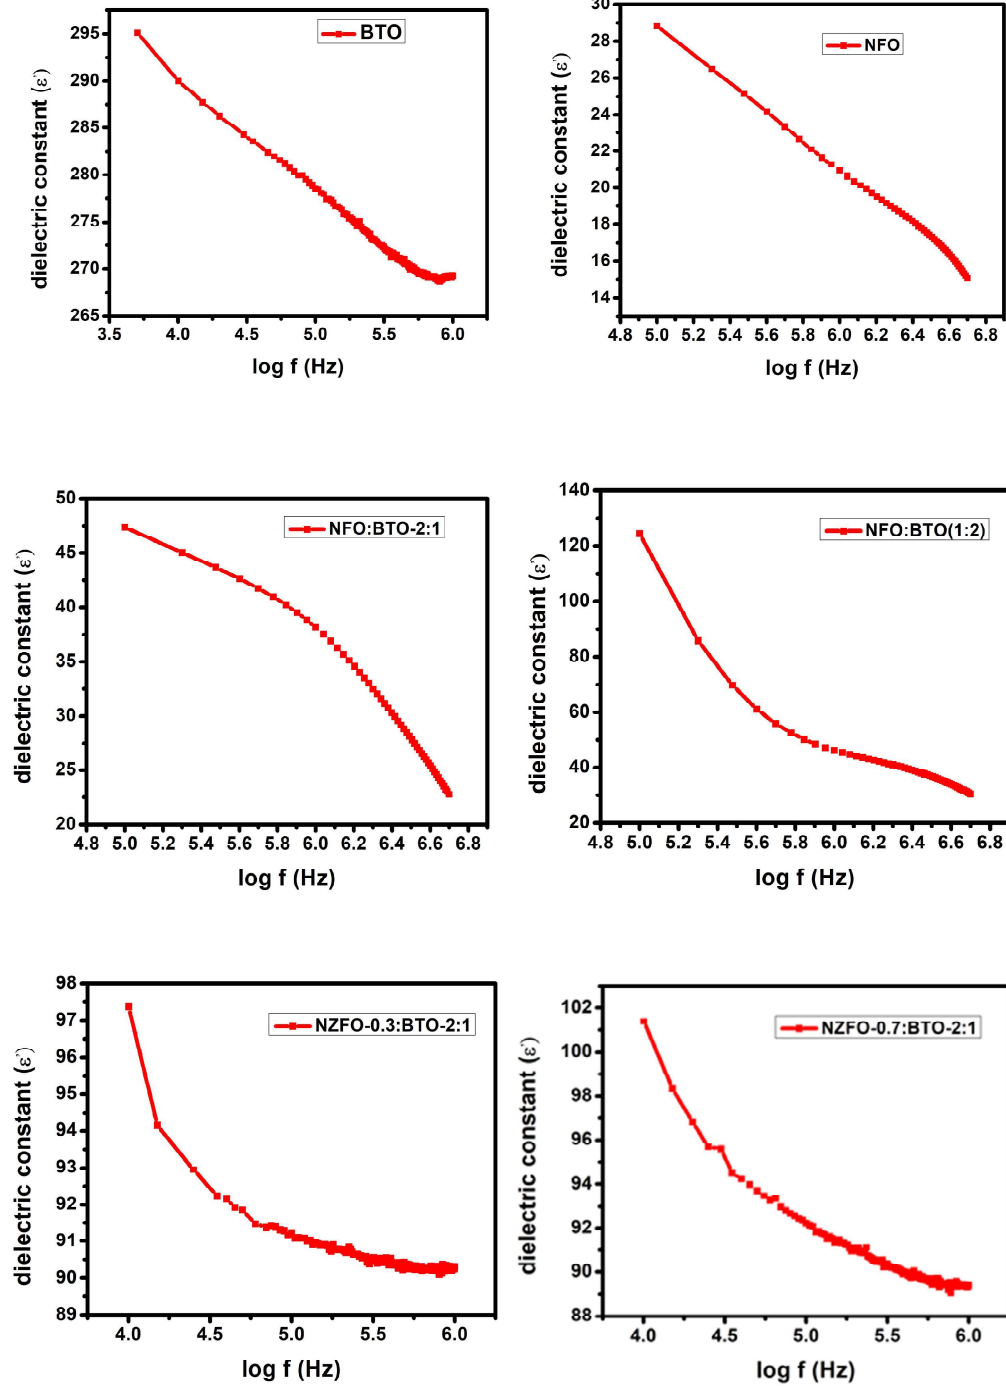 BTO
dielectric constant (ε')
295
290
285
280
275
270
265
3.5 4.0 4.5 5.0 5.5 6.0
log f (Hz)
NFO
dielectric constant (ε')
30
28
26
24
22
20
18
16
14
4.8 5.0 5.2 5.4 5.6 5.8 6.0 6.2 6.4 6.6 6.8
log f (Hz)
NFO:BTO-2:1
dielectric constant (ε')
50
45
40
35
30
25
20
4.8 5.0 5.2 5.4 5.6 5.8 6.0 6.2 6.4 6.6 6.8
log f (Hz)
NFO:BTO(1:2)
dielectric constant (ε')
140
120
100
80
60
40
20
4.8 5.0 5.2 5.4 5.6 5.8 6.0 6.2 6.4 6.6 6.8
log f (Hz)
NZFO-0.3:BTO-2:1
dielectric constant (ε')
98
97
96
95
94
93
92
91
90
89
4.0 4.5 5.0 5.5 6.0
log f (Hz)
NZFO-0.7:BTO-2:1
dielectric constant (ε')
102
100
98
96
94
92
90
88
4.0 4.5 5.0 5.5 6.0
log f (Hz)